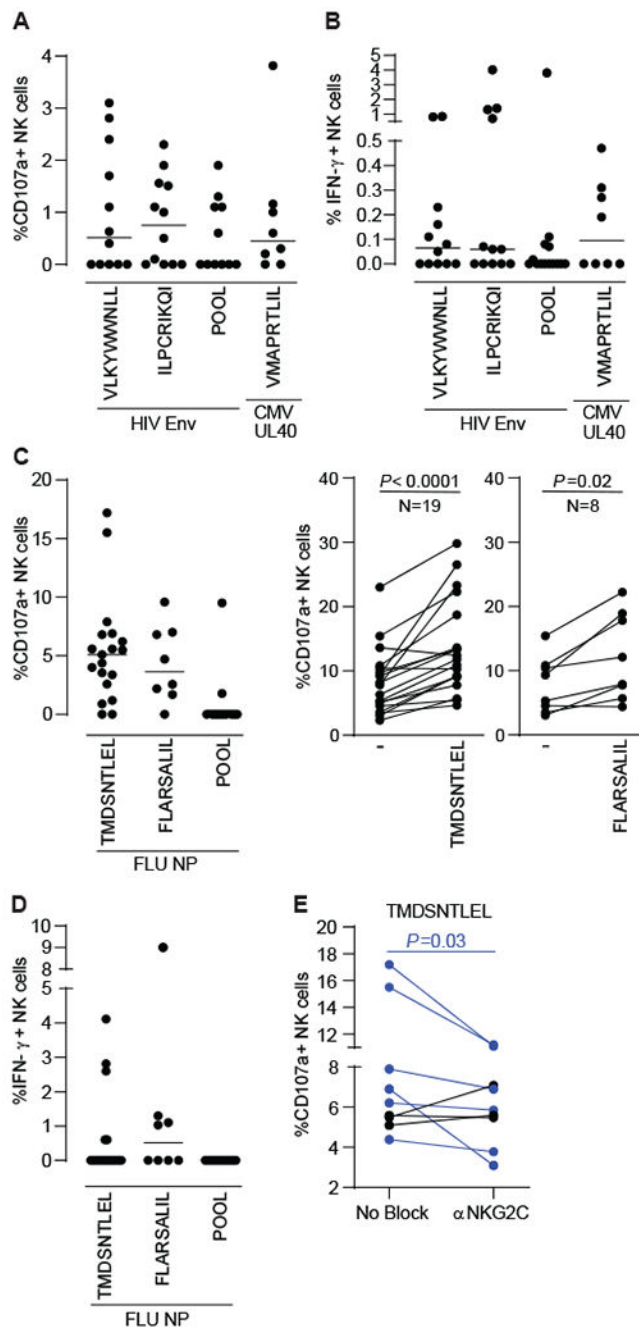 A
%CD107a+ NK cells
4
3
2
1
0
VLKYWWNLL
ILPCRIKQI
POOL
VMAPRTLIL
HIV Env
CMV
UL40
B
% IFN-γ + NK cells
5
4
3
2
1
0.5
0.4
0.3
0.2
0.1
0.0
VLKYWWNLL
ILPCRIKQI
POOL
VMAPRTLIL
HIV Env
CMV
UL40
C
%CD107a+ NK cells
20
15
10
5
0
TMDSNTLEL
FLARSALIL
POOL
FLU NP
%CD107a+ NK cells
40
30
20
10
0
P< 0.0001
N=19
-
TMDSNTLEL
40
30
20
10
0
P=0.02
N=8
-
FLARSALIL
D
%IFN- γ + NK cells
10
9
8
5
4
3
2
1
0
TMDSNTLEL
FLARSALIL
POOL
FLU NP
E
TMDSNTLEL
P=0.03
%CD107a+ NK cells
20
18
16
14
12
10
8
6
4
2
No Block
αNKG2C